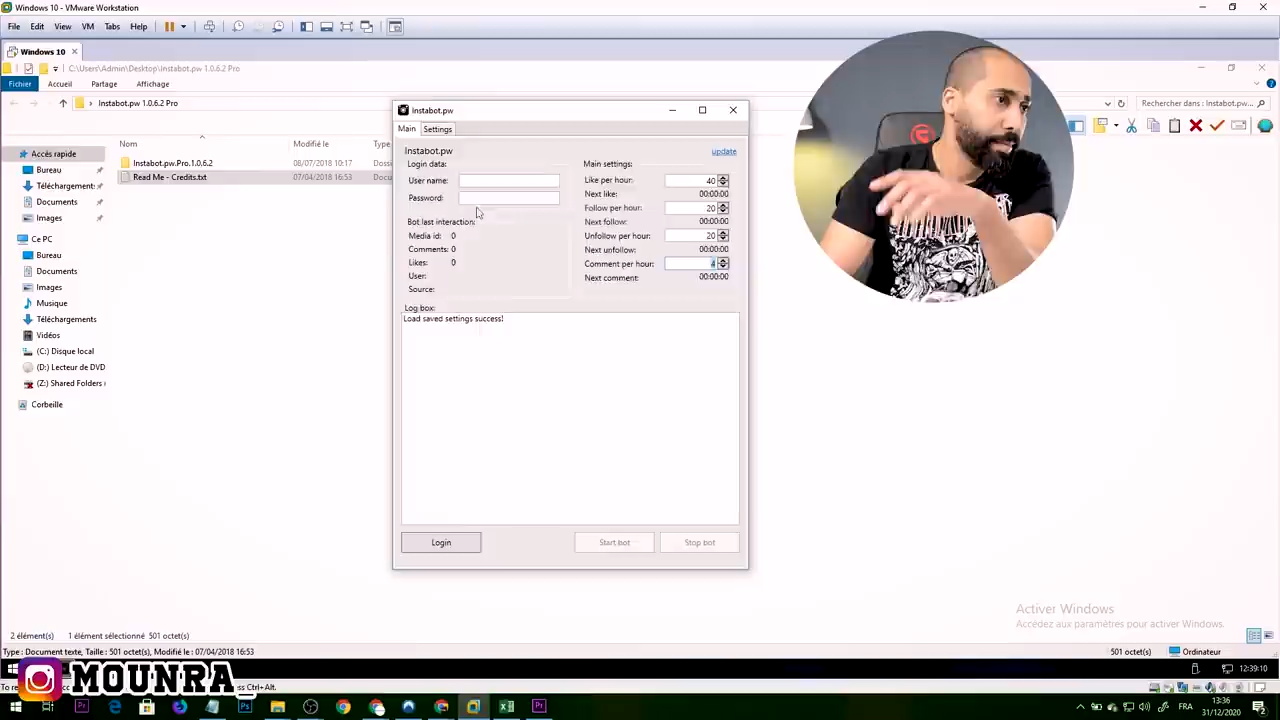 Windows 10 - VMware Workstation
File Edit View VM Tabs Help
Windows 10
C:\Users\Admin\Desktop\Instabot.pw 1.0.6.2 Pro
Fichier Accueil Partage Affichage
Instabot.pw 1.0.6.2 Pro
Rechercher dans : Instabot.pw...
Nom Modifié le
Accès rapide
Bureau
Téléchargements
Documents
Images
Ce PC
Bureau
Documents
Images
Musique
Téléchargements
Vidéos
(C:) Disque local
(D:) Lecteur de DVD
(Z:) Shared Folders
Corbeille
Instabot.pw.Pro.1.0.6.2 08/07/2018 10:17 Dossi
Read Me - Credits.txt 07/04/2018 16:53 Docu
Instabot.pw
Main Settings
Instabot.pw update
Login data:
User name:
Password:
Bot last interaction:
Media id: 0
Comments: 0
Likes: 0
User:
Source:
Main settings:
Like per hour: 40
Next like: 00:00:00
Follow per hour: 20
Next follow: 00:00:00
Unfollow per hour: 20
Next unfollow: 00:00:00
Comment per hour: 4
Next comment: 00:00:00
Log box:
Load saved settings success!
Login Start bot Stop bot
Activer Windows
Accédez aux paramètres pour activer Windows.
2 élément(s) 1 élément sélectionné 501 octet(s)
Type : Document texte, Taille : 501 octet(s), Modifié le : 07/04/2018 16:53
501 octet(s) Ordinateur
MOUNRA_
12:39:10
Ctrl+Alt.
FRA
13:36
31/12/2020